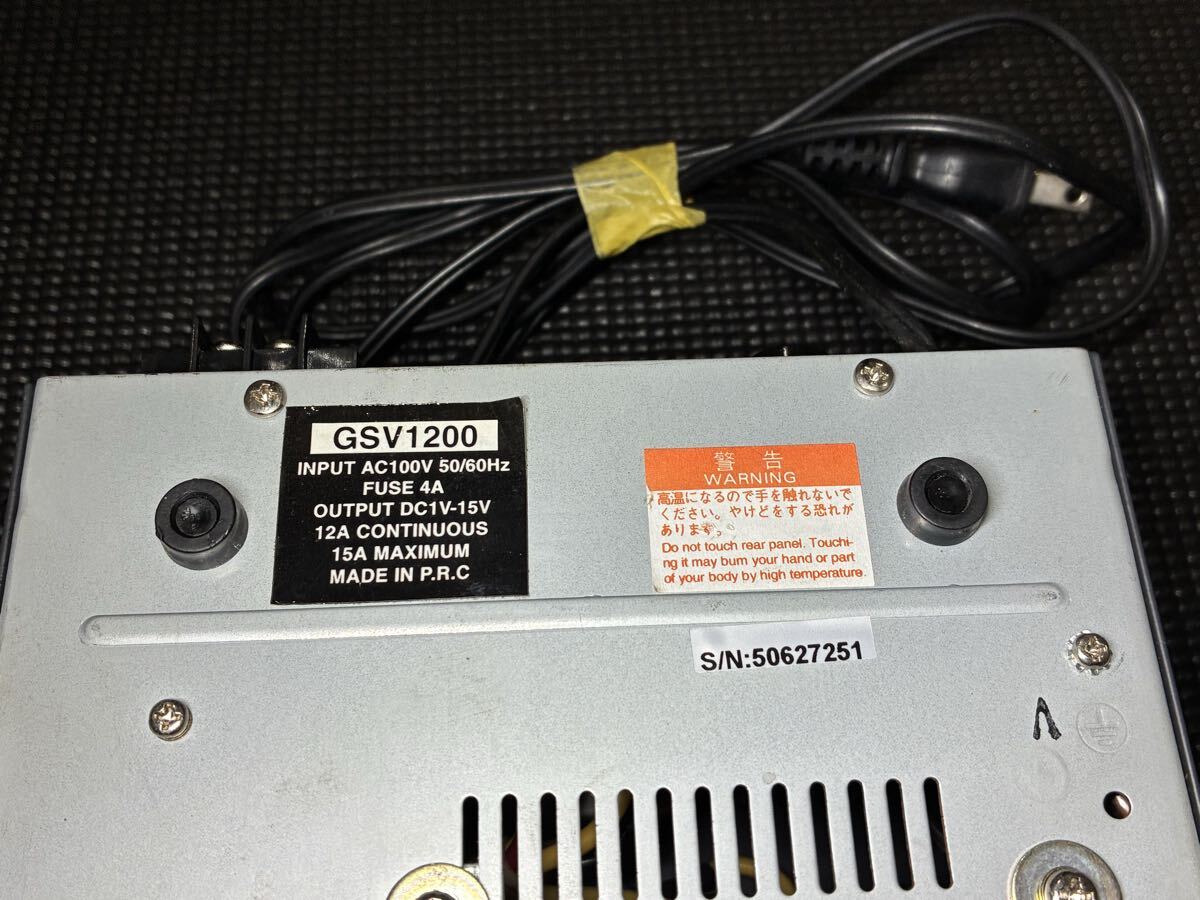 GSV1200
INPUT AC100V 50/60Hz
FUSE 4A
OUTPUT DC1V-15V
12A CONTINUOUS
15A MAXIMUM
MADE IN P.R.C
警告
WARNING
高温になるので手を触れないで
ください。やけどをする恐れが
あります。
Do not touch rear panel. Touchi-
ng it may burn your hand or part
of your body by high temperature.
S/N:50627251